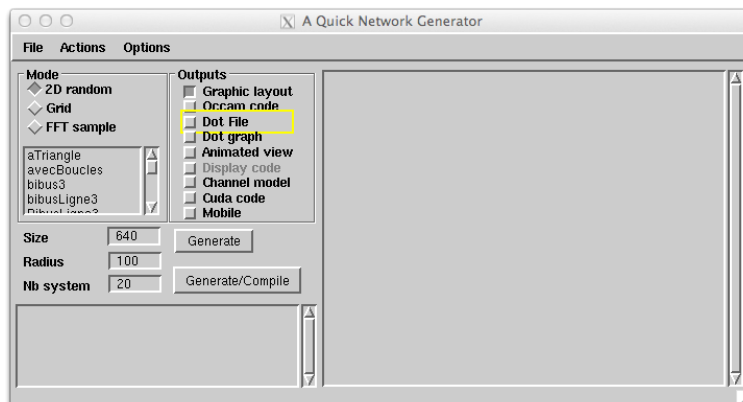 A Quick Network Generator
File Actions Options
Mode
2D random
Grid
FFT sample
aTriangle
avecBoucles
bibus3
bibusLigne3
Outputs
Graphic layout
Occam code
Dot File
Dot graph
Animated view
Display code
Channel model
Cuda code
Mobile
Size 640
Radius 100
Nb system 20
Generate
Generate/Compile